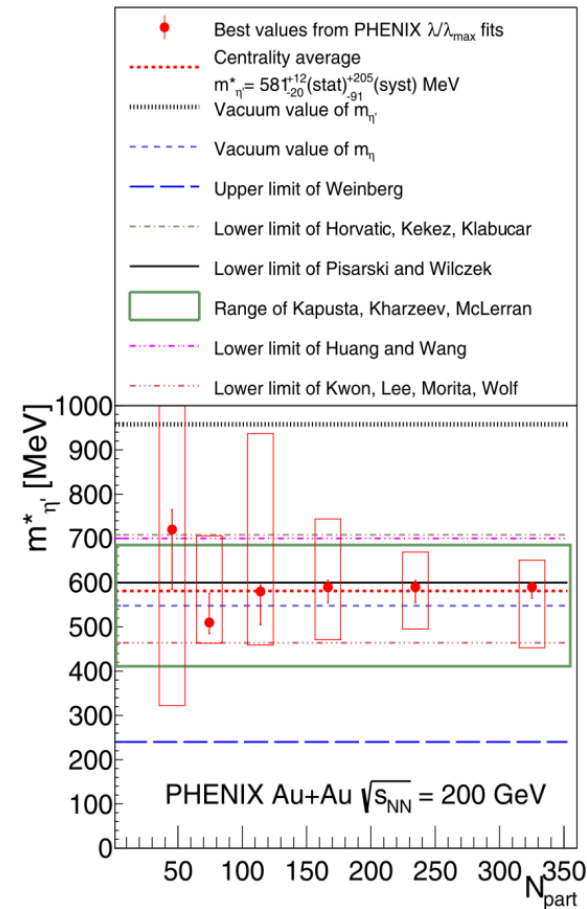 Best values from PHENIX λ/λmax fits
Centrality average
m*η'= 581+12-20(stat)+205-91(syst) MeV
Vacuum value of mη'
Vacuum value of mη
Upper limit of Weinberg
Lower limit of Horvatic, Kekez, Klabucar
Lower limit of Pisarski and Wilczek
Range of Kapusta, Kharzeev, McLerran
Lower limit of Huang and Wang
Lower limit of Kwon, Lee, Morita, Wolf
m*η' [MeV]
1000
900
800
700
600
500
400
300
200
100
0
PHENIX Au+Au √sNN = 200 GeV
50 100 150 200 250 300 350
Npart